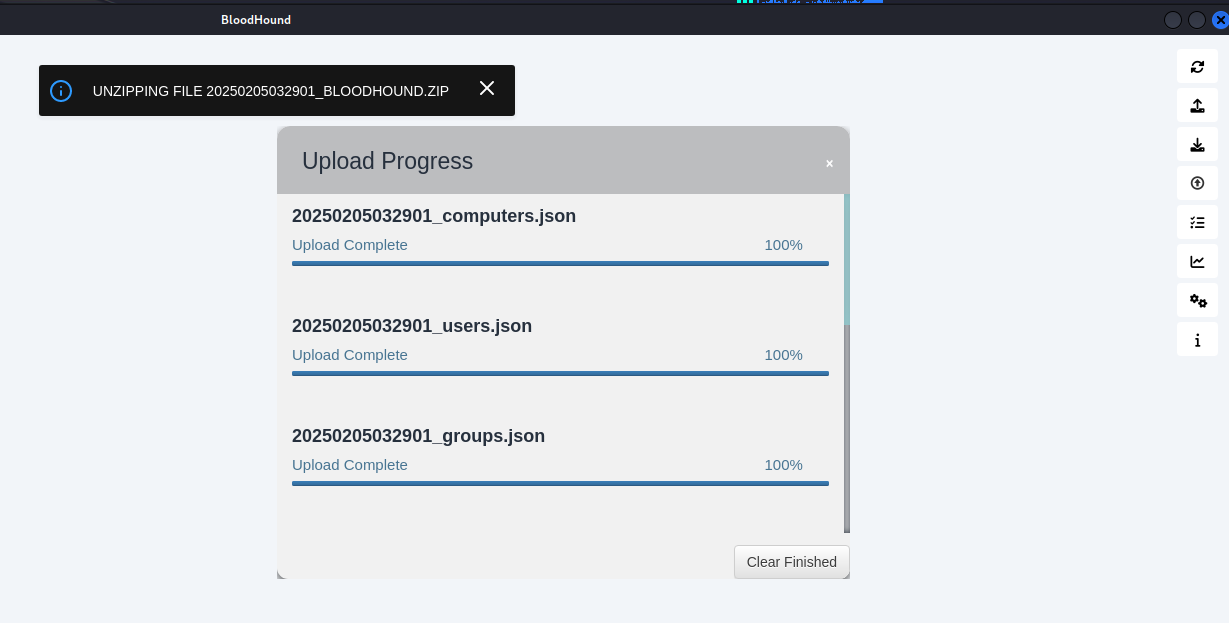 BloodHound
UNZIPPING FILE 20250205032901_BLOODHOUND.ZIP
Upload Progress
20250205032901_computers.json
Upload Complete 100%
20250205032901_users.json
Upload Complete 100%
20250205032901_groups.json
Upload Complete 100%
Clear Finished